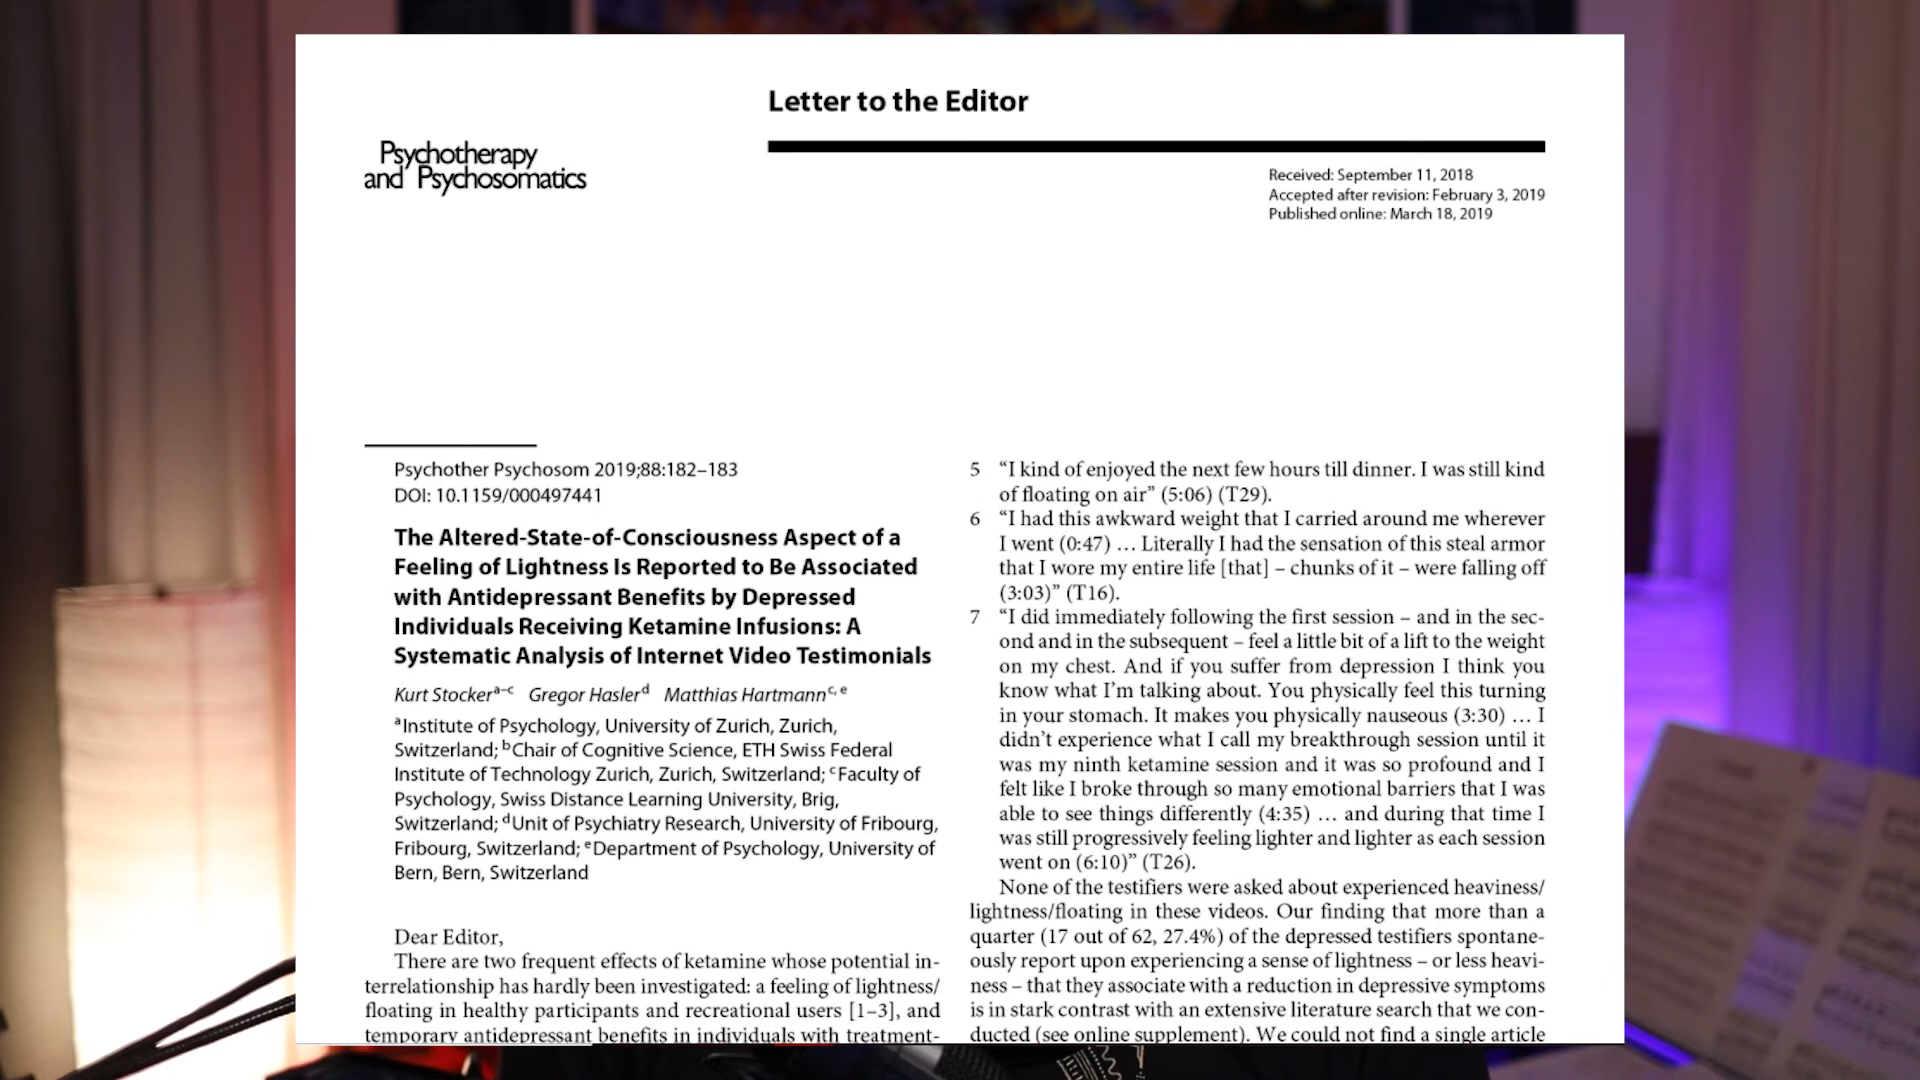 Letter to the Editor
Psychotherapy
and Psychosomatics
Received: September 11, 2018
Accepted after revision: February 3, 2019
Published online: March 18, 2019
Psychother Psychosom 2019;88:182–183
DOI: 10.1159/000497441
The Altered-State-of-Consciousness Aspect of a
Feeling of Lightness Is Reported to Be Associated
with Antidepressant Benefits by Depressed
Individuals Receiving Ketamine Infusions: A
Systematic Analysis of Internet Video Testimonials
Kurt Stocker a–c Gregor Hasler d Matthias Hartmann c, e
a Institute of Psychology, University of Zurich, Zurich,
Switzerland; b Chair of Cognitive Science, ETH Swiss Federal
Institute of Technology Zurich, Zurich, Switzerland; c Faculty of
Psychology, Swiss Distance Learning University, Brig,
Switzerland; d Unit of Psychiatry Research, University of Fribourg,
Fribourg, Switzerland; e Department of Psychology, University of
Bern, Bern, Switzerland
Dear Editor,
There are two frequent effects of ketamine whose potential in-
terrelationship has hardly been investigated: a feeling of lightness/
floating in healthy participants and recreational users [1–3], and
temporary antidepressant benefits in individuals with treatment-
5 “I kind of enjoyed the next few hours till dinner. I was still kind
of floating on air” (5:06) (T29).
6 “I had this awkward weight that I carried around me wherever
I went (0:47) … Literally I had the sensation of this steal armor
that I wore my entire life [that] – chunks of it – were falling off
(3:03)” (T16).
7 “I did immediately following the first session – and in the sec-
ond and in the subsequent – feel a little bit of a lift to the weight
on my chest. And if you suffer from depression I think you
know what I’m talking about. You physically feel this turning
in your stomach. It makes you physically nauseous (3:30) … I
didn’t experience what I call my breakthrough session until it
was my ninth ketamine session and it was so profound and I
felt like I broke through so many emotional barriers that I was
able to see things differently (4:35) … and during that time I
was still progressively feeling lighter and lighter as each session
went on (6:10)” (T26).
None of the testifiers were asked about experienced heaviness/
lightness/floating in these videos. Our finding that more than a
quarter (17 out of 62, 27.4%) of the depressed testifiers spontane-
ously report upon experiencing a sense of lightness – or less heavi-
ness – that they associate with a reduction in depressive symptoms
is in stark contrast with an extensive literature search that we con-
ducted (see online supplement). We could not find a single article